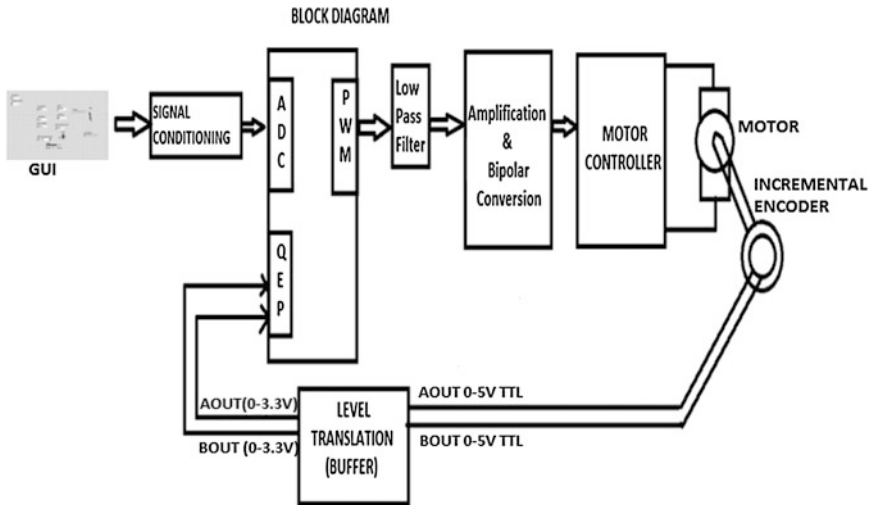 BLOCK DIAGRAM
GUI
SIGNAL
CONDITIONING
A
D
C
P
W
M
Q
E
P
Low
Pass
Filter
Amplification
&
Bipolar
Conversion
MOTOR
CONTROLLER
MOTOR
INCREMENTAL
ENCODER
AOUT(0-3.3V)
BOUT (0-3.3V)
LEVEL
TRANSLATION
(BUFFER)
AOUT 0-5V TTL
BOUT 0-5V TTL